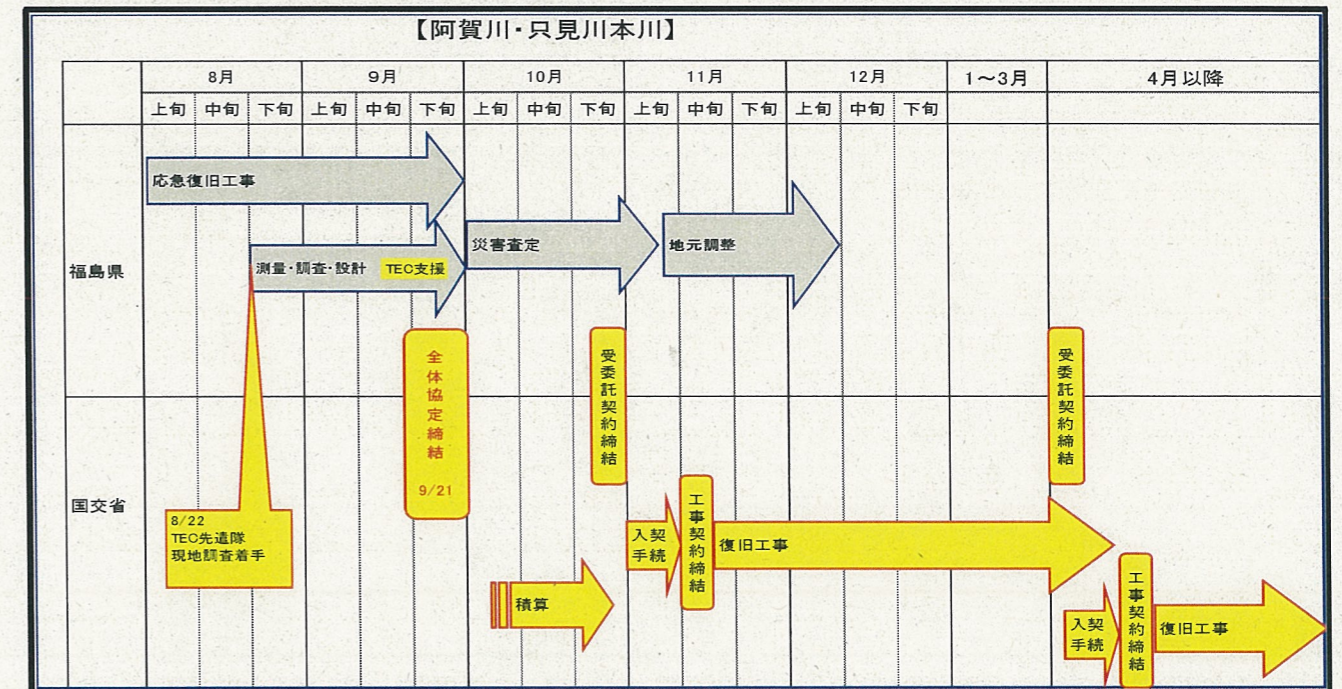 【阿賀川・只見川本川】
8月 9月 10月 11月 12月 1～3月 4月以降
上旬 中旬 下旬 上旬 中旬 下旬 上旬 中旬 下旬 上旬 中旬 下旬 上旬 中旬 下旬
福島県
応急復旧工事
測量・調査・設計 TEC支援
災害査定
地元調整
全体協定締結
9/21
受委託契約締結
受委託契約締結
国交省
8/22
TEC先遣隊
現地調査着手
積算
入契
手続
工事契約締結
復旧工事
入契
手続
工事契約締結
復旧工事